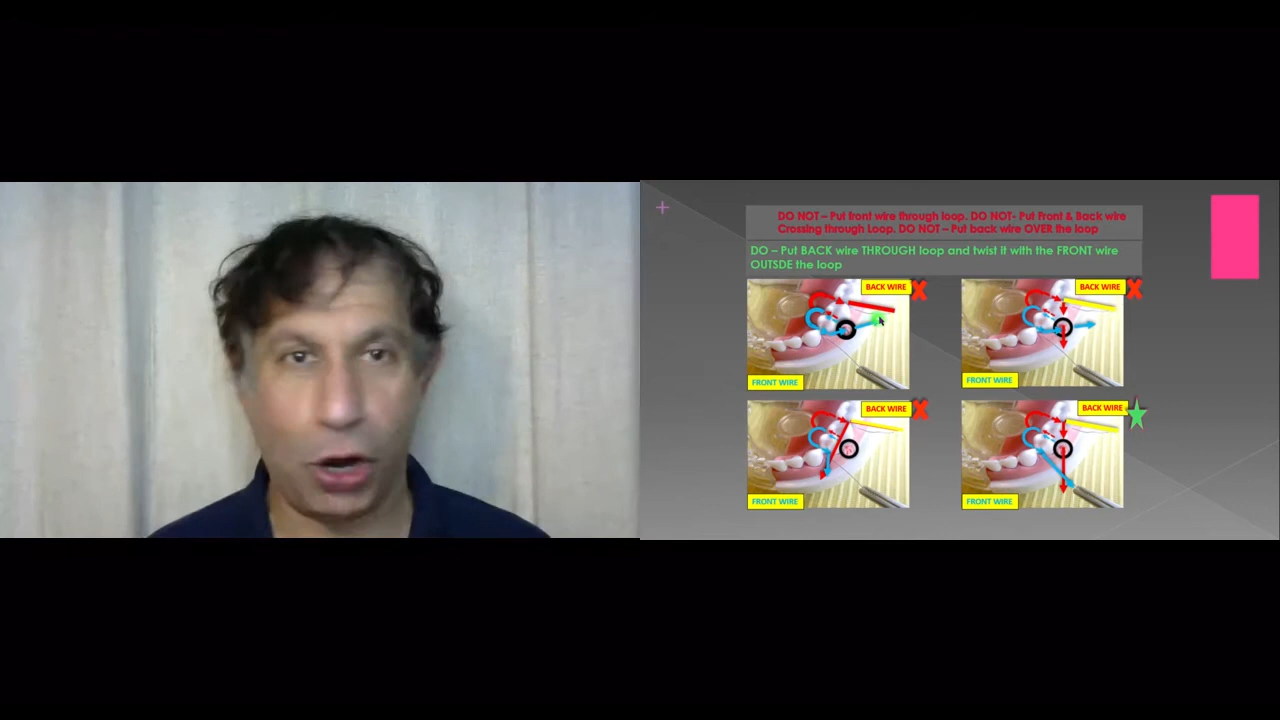 DO NOT – Put front wire through loop. DO NOT- Put Front & Back wire
Crossing through Loop. DO NOT – Put back wire OVER the loop
DO – Put BACK wire THROUGH loop and twist it with the FRONT wire
OUTSDE the loop
BACK WIRE
BACK WIRE
FRONT WIRE
FRONT WIRE
BACK WIRE
BACK WIRE
FRONT WIRE
FRONT WIRE